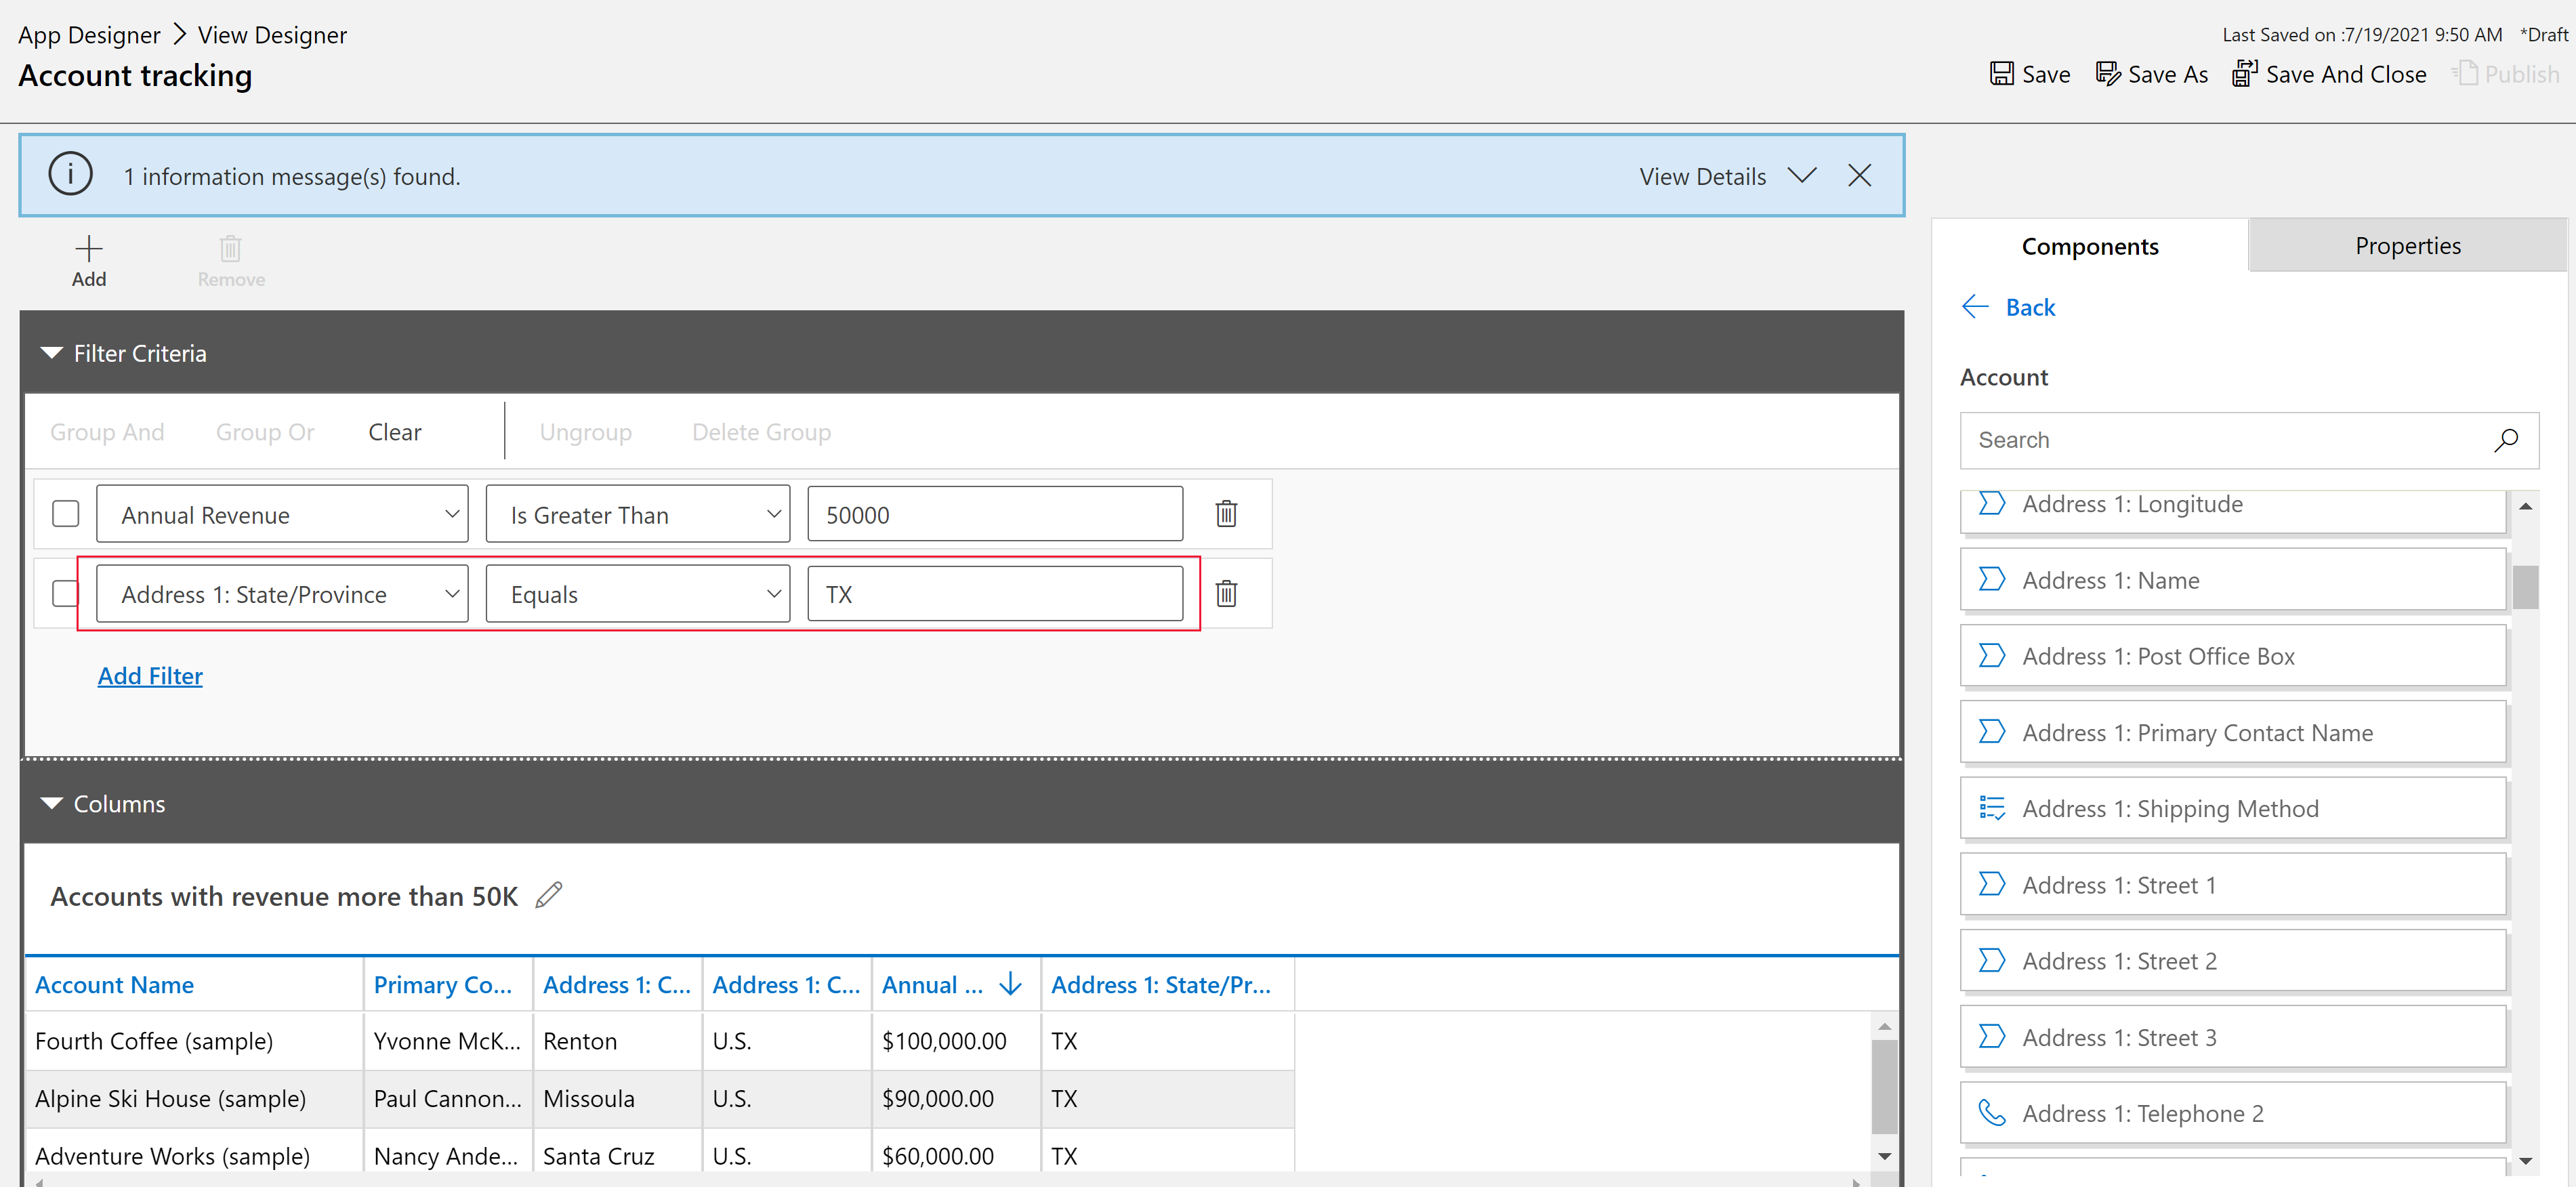 App Designer > View Designer
Last Saved on :7/19/2021 9:50 AM *Draft
Account tracking
Save Save As Save And Close Publish
1 information message(s) found.
View Details
Add Remove
Components Properties
Back
Filter Criteria
Account
Group And Group Or Clear Ungroup Delete Group
Search
Annual Revenue Is Greater Than 50000
Address 1: State/Province Equals TX
Add Filter
Address 1: Longitude
Address 1: Name
Address 1: Post Office Box
Address 1: Primary Contact Name
Address 1: Shipping Method
Address 1: Street 1
Address 1: Street 2
Address 1: Street 3
Address 1: Telephone 2
Columns
Accounts with revenue more than 50K
Account Name Primary Co... Address 1: C... Address 1: C... Annual ... Address 1: State/Pr...
Fourth Coffee (sample) Yvonne McK... Renton U.S. $100,000.00 TX
Alpine Ski House (sample) Paul Cannon... Missoula U.S. $90,000.00 TX
Adventure Works (sample) Nancy Ande... Santa Cruz U.S. $60,000.00 TX